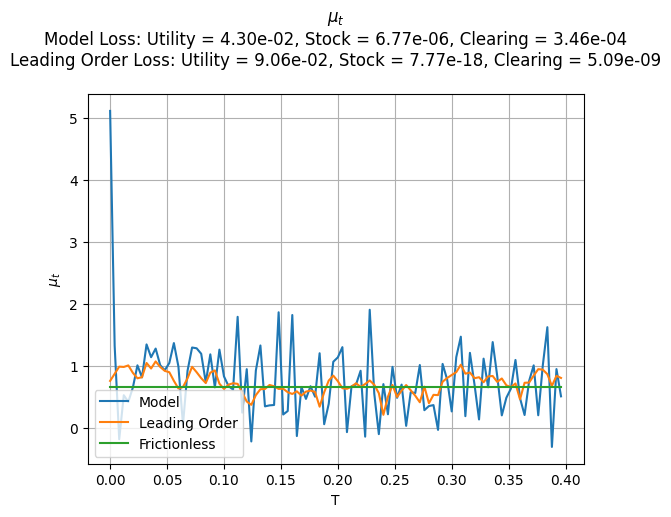 μt
Model Loss: Utility = 4.30e-02, Stock = 6.77e-06, Clearing = 3.46e-04
Leading Order Loss: Utility = 9.06e-02, Stock = 7.77e-18, Clearing = 5.09e-09
5
4
3
2
1
0
μt
Model
Leading Order
Frictionless
0.00 0.05 0.10 0.15 0.20 0.25 0.30 0.35 0.40
T